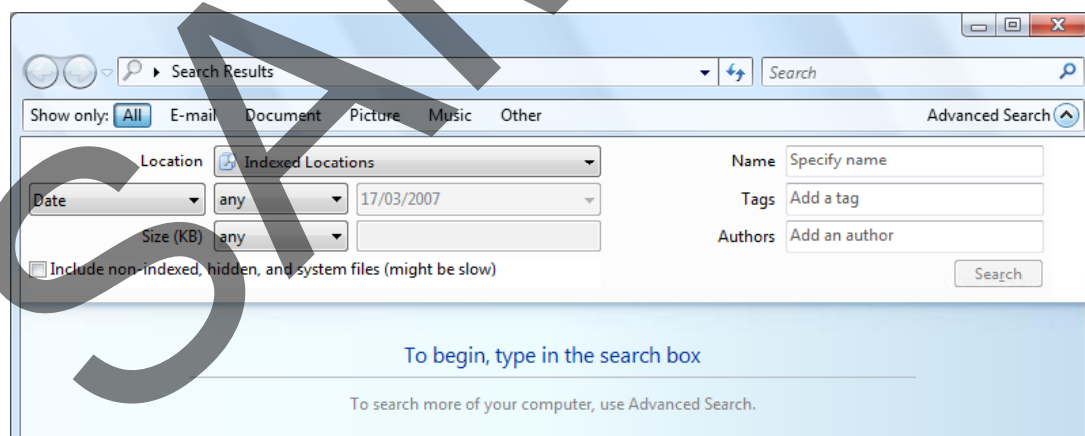 Search Results
Search
Show only: All E-mail Document Picture Music Other Advanced Search
Location Indexed Locations Name Specify name
Date any 17/03/2007 Tags Add a tag
Size (KB) any Authors Add an author
Include non-indexed, hidden, and system files (might be slow)
Search
To begin, type in the search box
To search more of your computer, use Advanced Search.